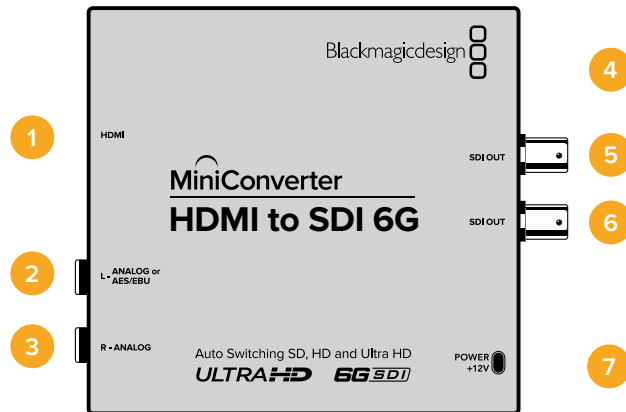 Blackmagicdesign
4
1
HDMI
SDI OUT
5
MiniConverter
HDMI to SDI 6G
SDI OUT
6
2
L - ANALOG or
AES/EBU
3
R - ANALOG
Auto Switching SD, HD and Ultra HD
ULTRAHD 6G SDI
POWER
+12V
7